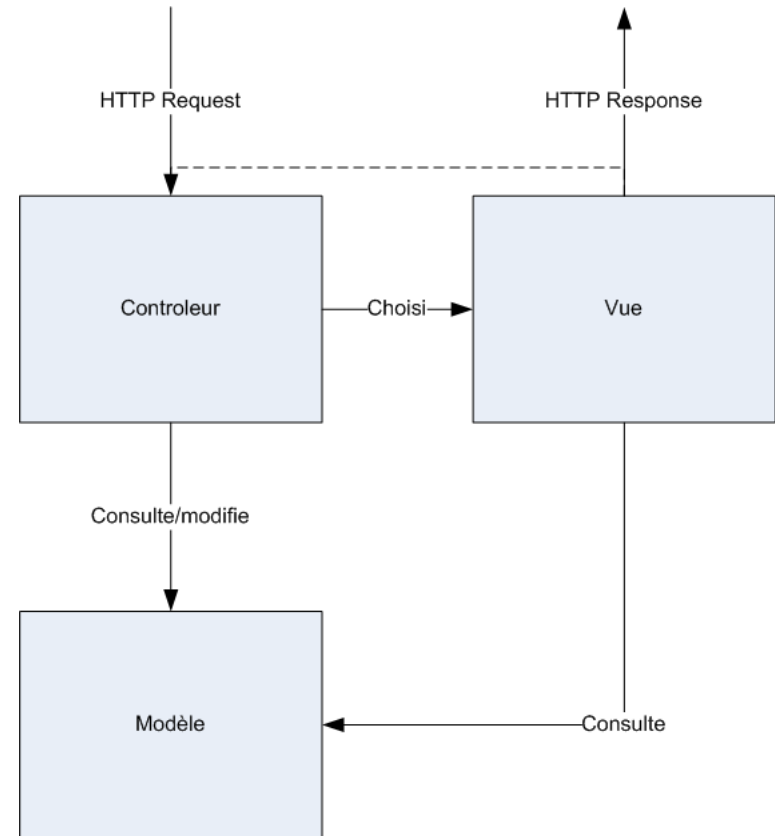 HTTP Request
HTTP Response
Controleur
Choisi
Vue
Consulte/modifie
Modèle
Consulte